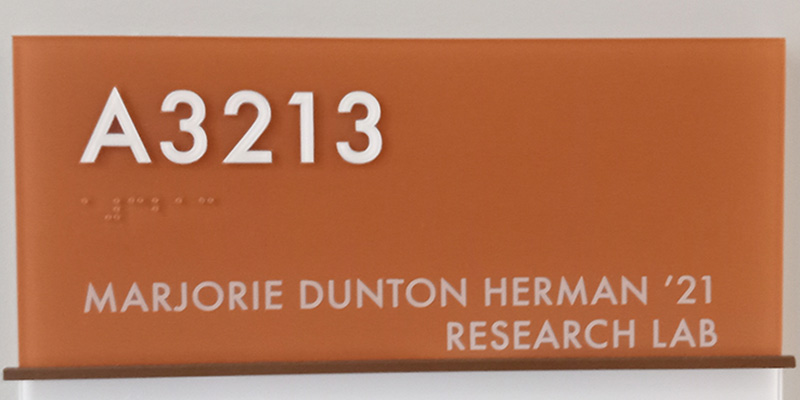 A3213
MARJORIE DUNTON HERMAN ’21
RESEARCH LAB